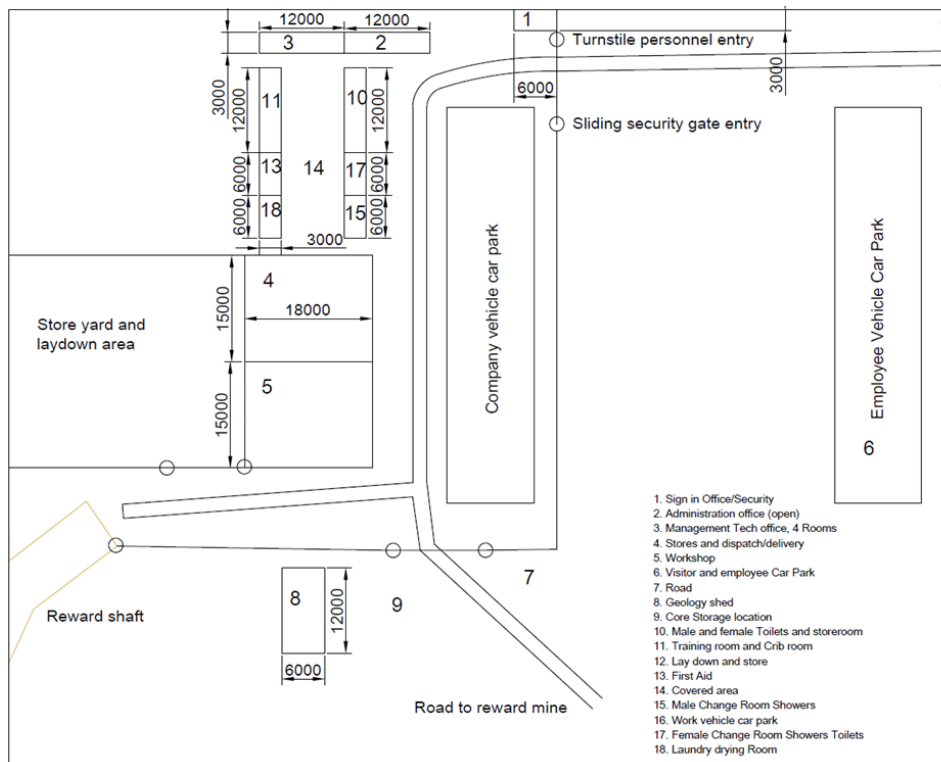 12000 12000
1
3 2
Turnstile personnel entry
3000
3000
6000
12000
11
10
12000
Sliding security gate entry
6000
13
14
17
6000
6000
18
15
6000
3000
4
15000
18000
Store yard and
laydown area
Company vehicle car park
Employee Vehicle Car Park
5
15000
6
1. Sign in Office/Security
2. Administration office (open)
3. Management Tech office, 4 Rooms
4. Stores and dispatch/delivery
5. Workshop
6. Visitor and employee Car Park
7. Road
8. Geology shed
9. Core Storage location
10. Male and female Toilets and storeroom
11. Training room and Crib room
12. Lay down and store
13. First Aid
14. Covered area
15. Male Change Room Showers
16. Work vehicle car park
17. Female Change Room Showers Toilets
18. Laundry drying Room
7
8
9
12000
Reward shaft
6000
Road to reward mine